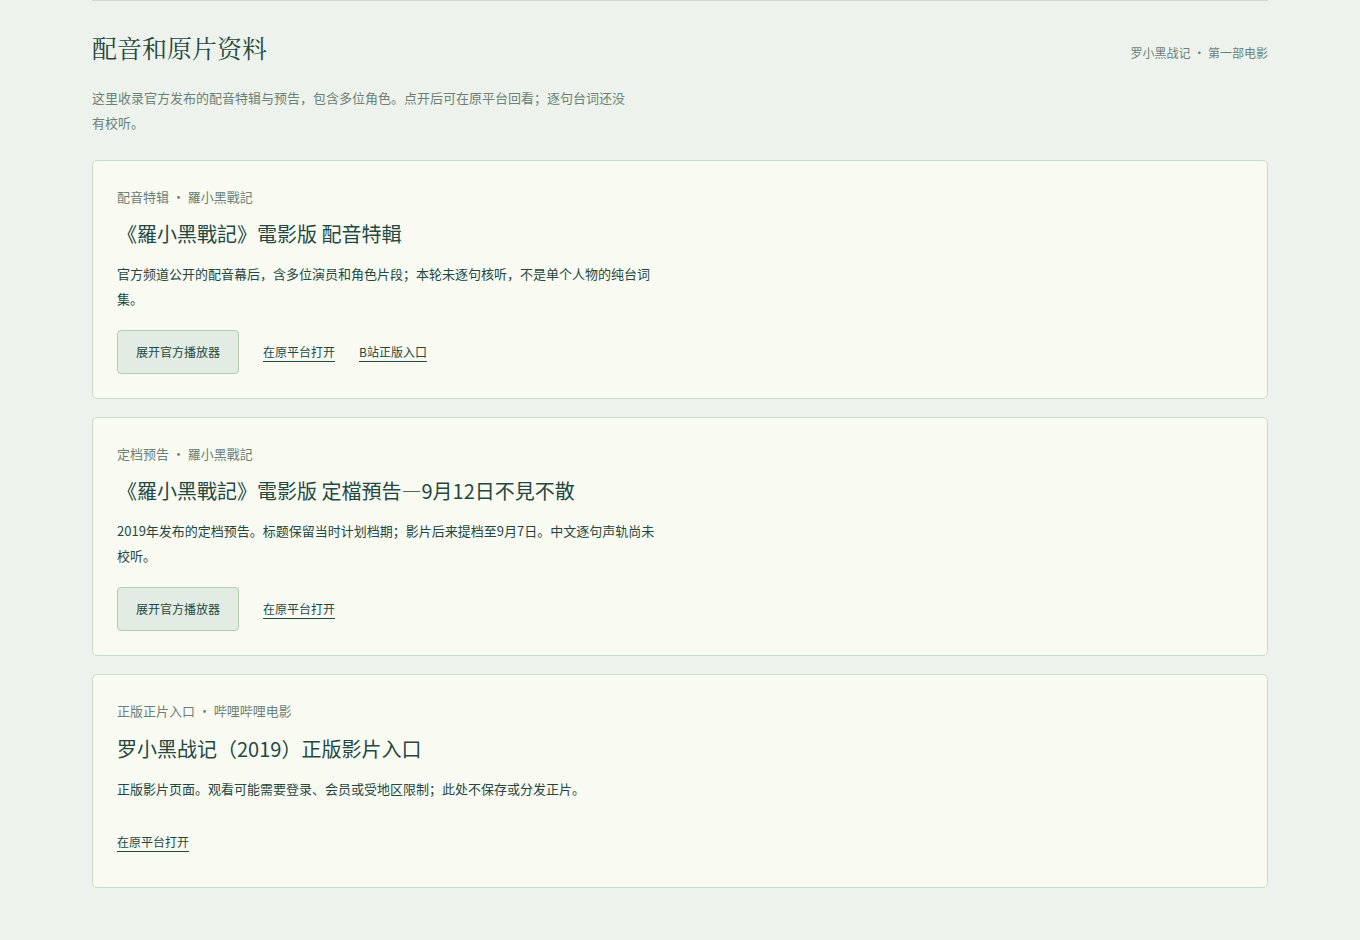 配音和原片资料
罗小黑战记 · 第一部电影
这里收录官方发布的配音特辑与预告，包含多位角色。点开后可在原平台回看；逐句台词还没
有校听。
配音特辑 · 羅小黑戰記
《羅小黑戰記》電影版 配音特輯
官方频道公开的配音幕后，含多位演员和角色片段；本轮未逐句核听，不是单个人物的纯台词
集。
展开官方播放器 在原平台打开 B站正版入口
定档预告 · 羅小黑戰記
《羅小黑戰記》電影版 定檔預告—9月12日不見不散
2019年发布的定档预告。标题保留当时计划档期；影片后来提档至9月7日。中文逐句声轨尚未
校听。
展开官方播放器 在原平台打开
正版正片入口 · 哔哩哔哩电影
罗小黑战记（2019）正版影片入口
正版影片页面。观看可能需要登录、会员或受地区限制；此处不保存或分发正片。
在原平台打开